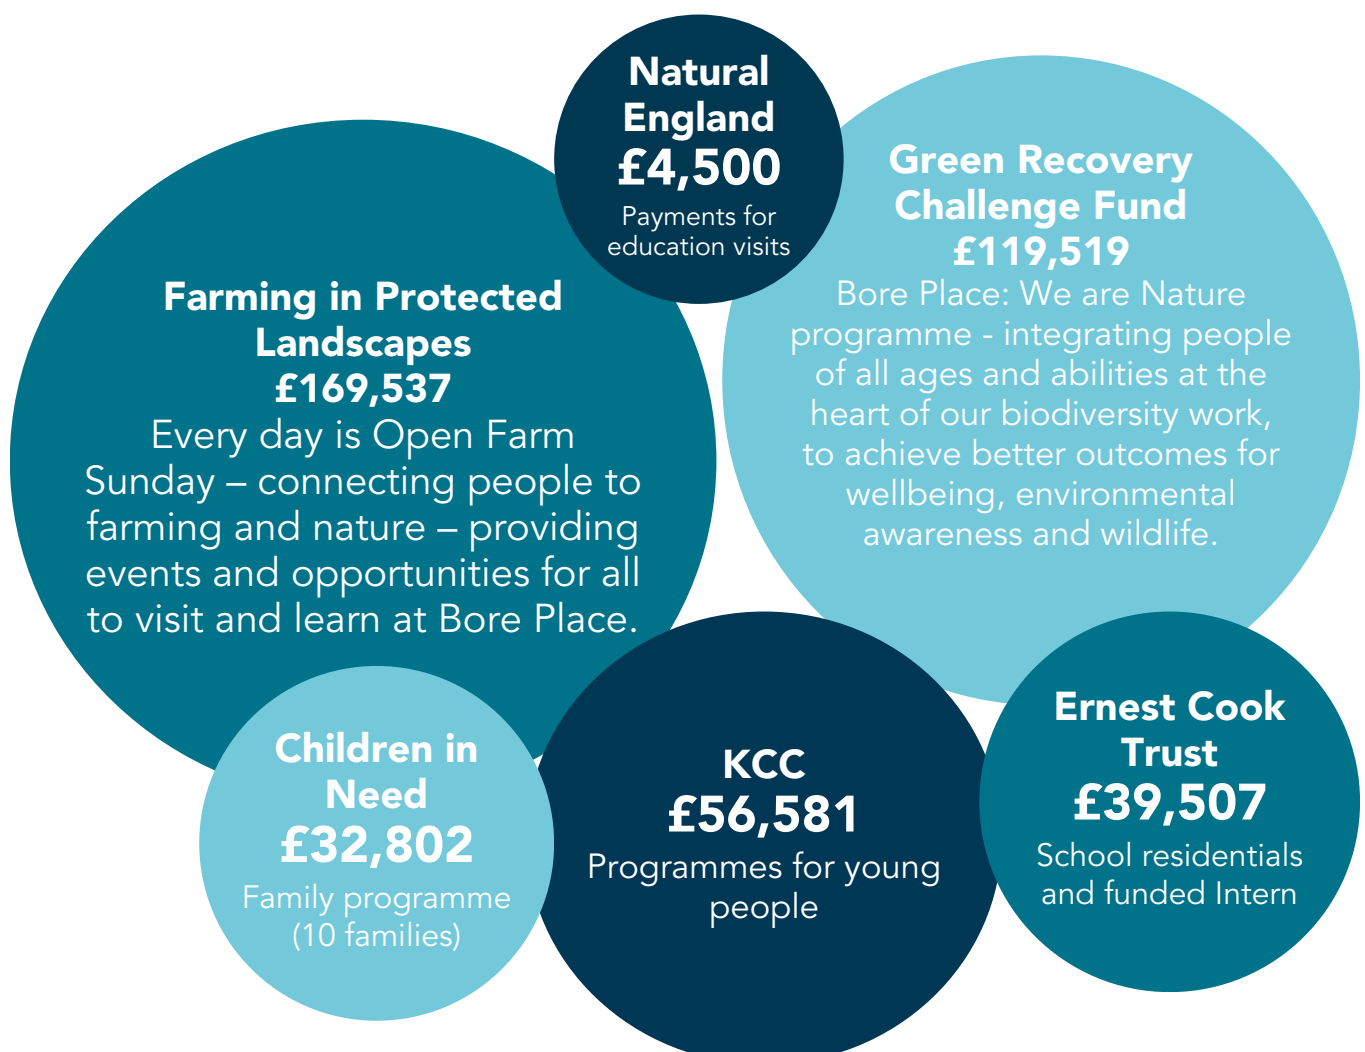 Natural
England
£4,500
Payments for
education visits
Green Recovery
Challenge Fund
£119,519
Bore Place: We are Nature
programme - integrating people
of all ages and abilities at the
heart of our biodiversity work,
to achieve better outcomes for
wellbeing, environmental
awareness and wildlife.
Farming in Protected
Landscapes
£169,537
Every day is Open Farm
Sunday – connecting people to
farming and nature – providing
events and opportunities for all
to visit and learn at Bore Place.
Children in
Need
£32,802
Family programme
(10 families)
KCC
£56,581
Programmes for young
people
Ernest Cook
Trust
£39,507
School residentials
and funded Intern